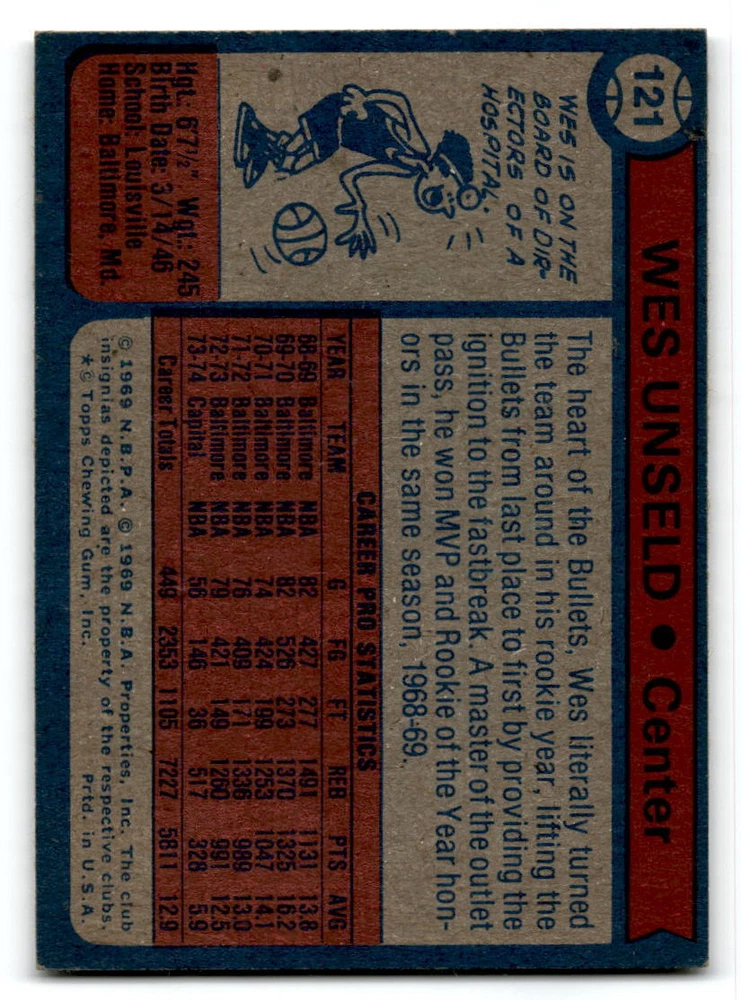 121
WES UNSELD • Center
WES IS ON THE
BOARD OF DIR-
ECTORS OF A
HOSPITAL.
Hgt.: 6'7½" Wgt.: 245
Birth Date: 3/14/46
School: Louisville
Home: Baltimore, Md.
The heart of the Bullets, Wes literally turned
the team around in his rookie year, lifting the
Bullets from last place to first by providing the
ignition to the fastbreak. A master of the outlet
pass, he won MVP and Rookie of the Year hon-
ors in the same season, 1968-69.
CAREER PRO STATISTICS
YEAR TEAM G FG FT REB PTS AVG
68-69 Baltimore NBA 82 427 277 1491 1131 13.8
69-70 Baltimore NBA 82 526 273 1370 1325 16.2
70-71 Baltimore NBA 74 424 199 1253 1047 14.1
71-72 Baltimore NBA 76 409 171 1336 989 13.0
72-73 Baltimore NBA 79 421 149 1260 991 12.5
73-74 Capital NBA 56 146 36 517 328 5.9
Career Totals 449 2353 1105 7227 5811 12.9
© 1969 N.B.P.A. © 1969 N.B.A. Properties, Inc. The club
insignias depicted are the property of the respective clubs.
★© Topps Chewing Gum, Inc. Prtd. in U.S.A